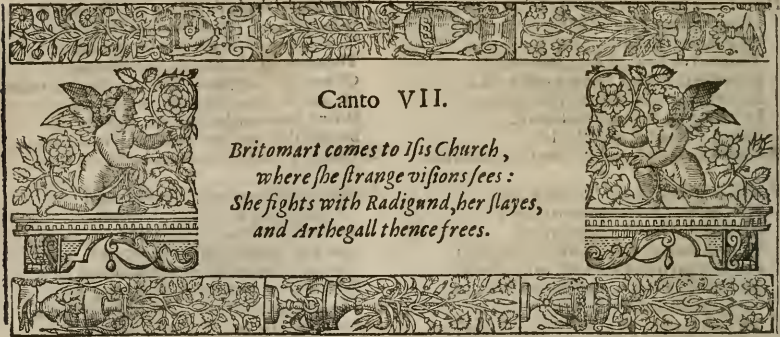 Canto VII.
Britomart comes to Iſis Church,
where ſhe ſtrange viſions ſees:
She fights with Radigund, her ſlayes,
and Arthegall thence frees.